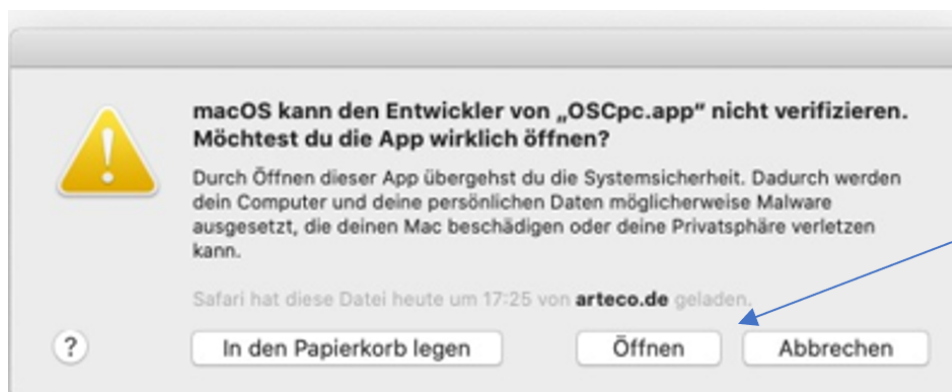 macOS kann den Entwickler von „OSCpc.app“ nicht verifizieren.
Möchtest du die App wirklich öffnen?
Durch Öffnen dieser App übergehst du die Systemsicherheit. Dadurch werden
dein Computer und deine persönlichen Daten möglicherweise Malware
ausgesetzt, die deinen Mac beschädigen oder deine Privatsphäre verletzen
kann.
Safari hat diese Datei heute um 17:25 von arteco.de geladen.
? In den Papierkorb legen Öffnen Abbrechen